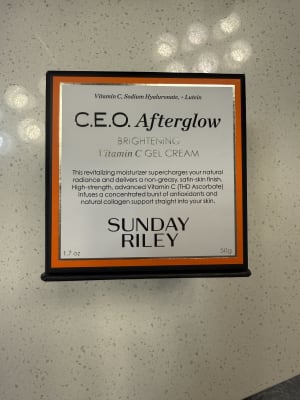 Vitamin C, Sodium Hyaluronate, + Lutein
C.E.O. Afterglow
BRIGHTENING
Vitamin C GEL CREAM
This revitalizing moisturizer supercharges your natural
radiance and delivers a non-greasy, satin-skin finish.
High-strength, advanced Vitamin C (THD Ascorbate)
infuses a concentrated burst of antioxidants and
natural collagen support straight into your skin.
SUNDAY
RILEY
1.7 oz 50g